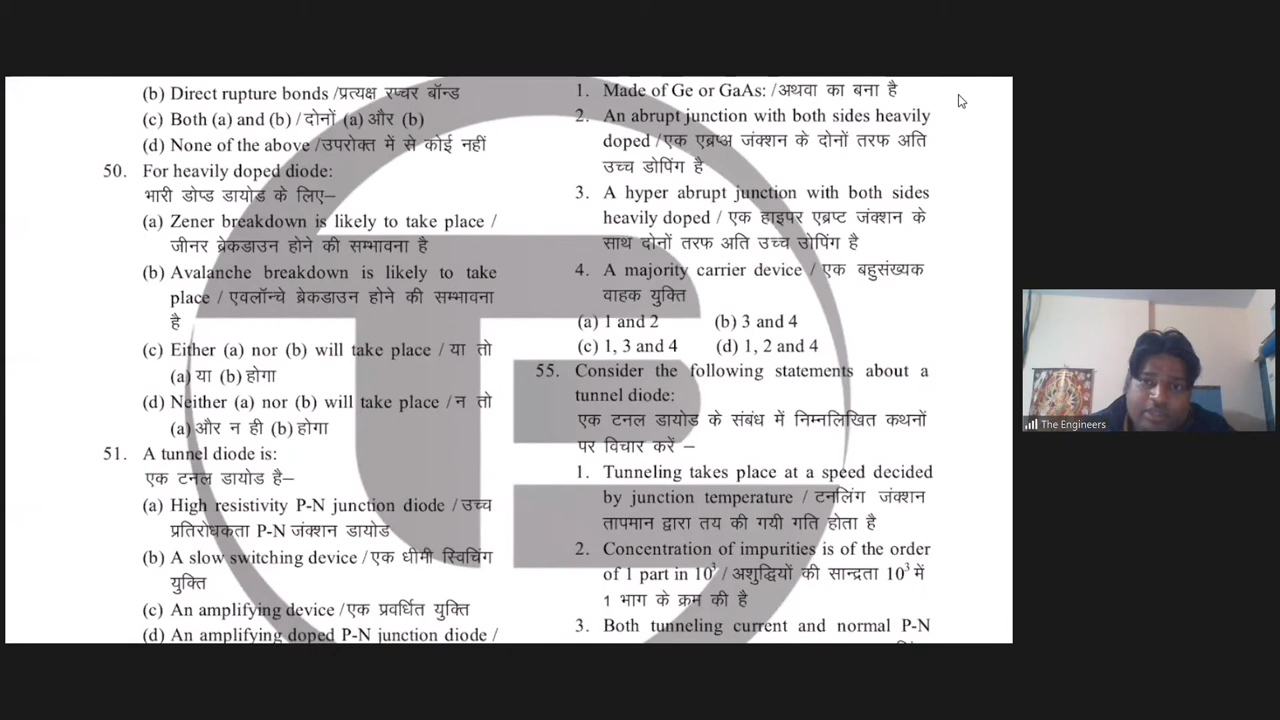 (b) Direct rupture bonds /प्रत्यक्ष रप्चर बॉन्ड
(c) Both (a) and (b) /दोनों (a) और (b)
(d) None of the above /उपरोक्त में से कोई नहीं
50. For heavily doped diode:
भारी डोप्ड डायोड के लिए–
(a) Zener breakdown is likely to take place /
जीनर ब्रेकडाउन होने की सम्भावना है
(b) Avalanche breakdown is likely to take
place / एवलॉन्चे ब्रेकडाउन होने की सम्भावना
है
(c) Either (a) nor (b) will take place / या तो
(a) या (b) होगा
(d) Neither (a) nor (b) will take place / न तो
(a) और न ही (b) होगा
51. A tunnel diode is:
एक टनल डायोड है–
(a) High resistivity P-N junction diode / उच्च
प्रतिरोधकता P-N जंक्शन डायोड
(b) A slow switching device / एक धीमी स्विचिंग
युक्ति
(c) An amplifying device / एक प्रवर्धित युक्ति
(d) An amplifying doped P-N junction diode /
1. Made of Ge or GaAs: /अथवा का बना है
2. An abrupt junction with both sides heavily
doped / एक एब्रप्अ जंक्शन के दोनों तरफ अति
उच्च डोपिंग है
3. A hyper abrupt junction with both sides
heavily doped / एक हाइपर एब्रप्ट जंक्शन के
साथ दोनों तरफ अति उच्च उोपिंग है
4. A majority carrier device / एक बहुसंख्यक
वाहक युक्ति
(a) 1 and 2 (b) 3 and 4
(c) 1, 3 and 4 (d) 1, 2 and 4
55. Consider the following statements about a
tunnel diode:
एक टनल डायोड के संबंध में निम्नलिखित कथनों
पर विचार करें –
1. Tunneling takes place at a speed decided
by junction temperature / टनलिंग जंक्शन
तापमान द्वारा तय की गयी गति होता है
2. Concentration of impurities is of the order
of 1 part in 10³ / अशुद्धियों की सान्द्रता 10³ में
1 भाग के क्रम की है
3. Both tunneling current and normal P-N
The Engineers